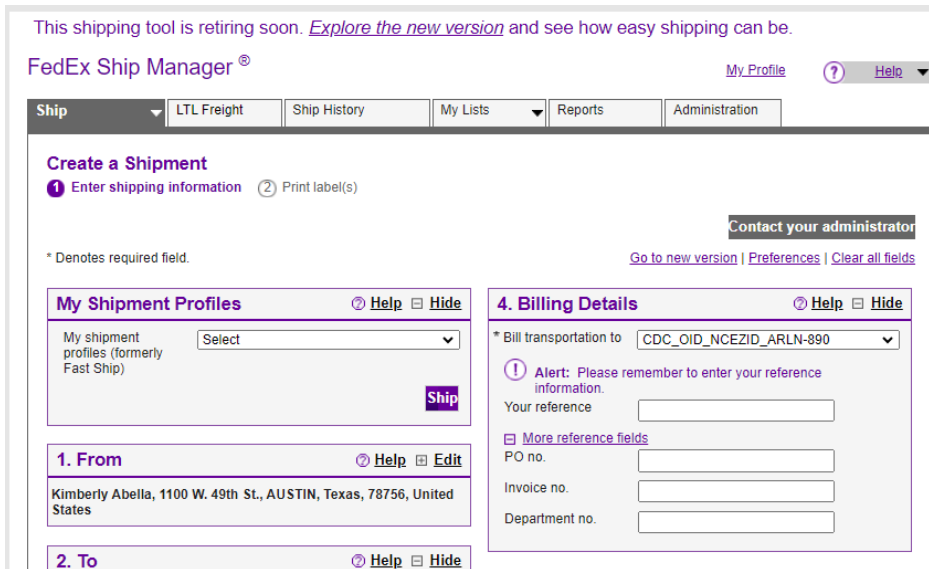 This shipping tool is retiring soon. Explore the new version and see how easy shipping can be.
FedEx Ship Manager ®
My Profile
? Help
Ship
LTL Freight
Ship History
My Lists
Reports
Administration
Create a Shipment
1 Enter shipping information 2 Print label(s)
Contact your administrator
* Denotes required field.
Go to new version | Preferences | Clear all fields
My Shipment Profiles
? Help Hide
My shipment
profiles (formerly
Fast Ship)
Select
Ship
1. From
? Help Edit
Kimberly Abella, 1100 W. 49th St., AUSTIN, Texas, 78756, United
States
2. To
? Help Hide
4. Billing Details
? Help Hide
* Bill transportation to CDC_OID_NCEZID_ARLN-890
! Alert: Please remember to enter your reference
information.
Your reference
More reference fields
PO no.
Invoice no.
Department no.